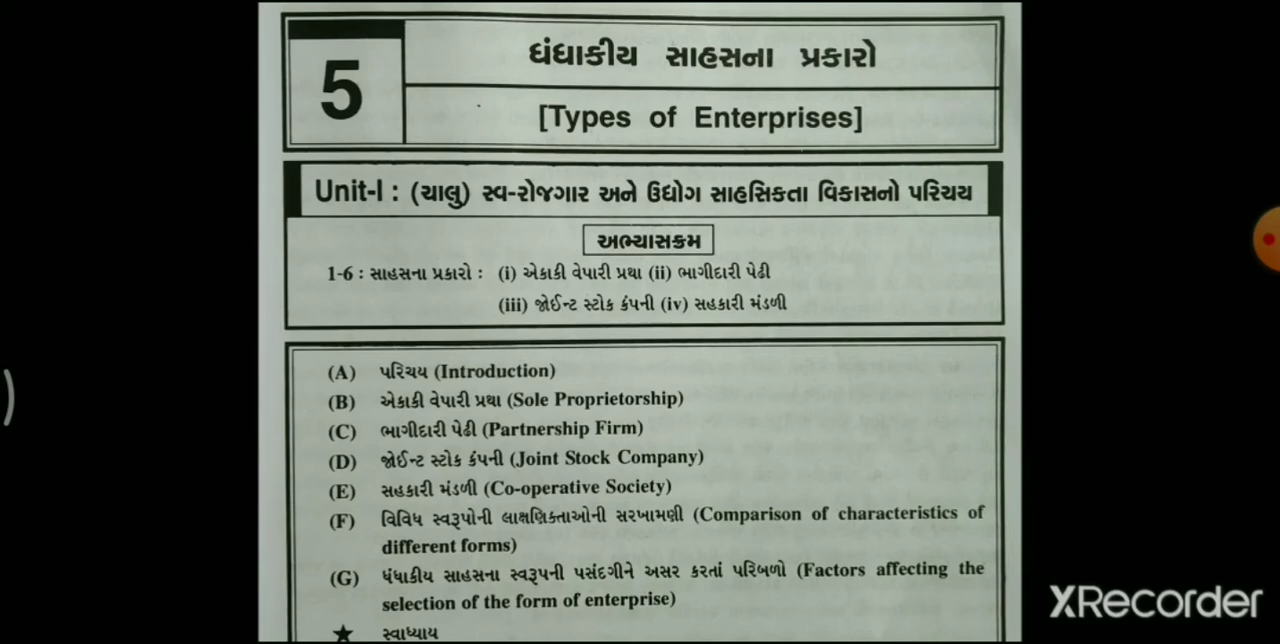 5
ધંધાકીય સાહસના પ્રકારો
[Types of Enterprises]
Unit-I : (ચાલુ) સ્વ-રોજગાર અને ઉદ્યોગ સાહસિકતા વિકાસનો પરિચય
અભ્યાસક્રમ
1-6 : સાહસના પ્રકારો : (i) એકાકી વેપારી પ્રથા (ii) ભાગીદારી પેઢી
(iii) જોઈન્ટ સ્ટોક કંપની (iv) સહકારી મંડળી
(A) પરિચય (Introduction)
(B) એકાકી વેપારી પ્રથા (Sole Proprietorship)
(C) ભાગીદારી પેઢી (Partnership Firm)
(D) જોઈન્ટ સ્ટોક કંપની (Joint Stock Company)
(E) સહકારી મંડળી (Co-operative Society)
(F) વિવિધ સ્વરૂપોની લાક્ષણિક્તાઓની સરખામણી (Comparison of characteristics of
different forms)
(G) ધંધાકીય સાહસના સ્વરૂપની પસંદગીને અસર કરતાં પરિબળો (Factors affecting the
selection of the form of enterprise)
★ સ્વાધ્યાય
XRecorder